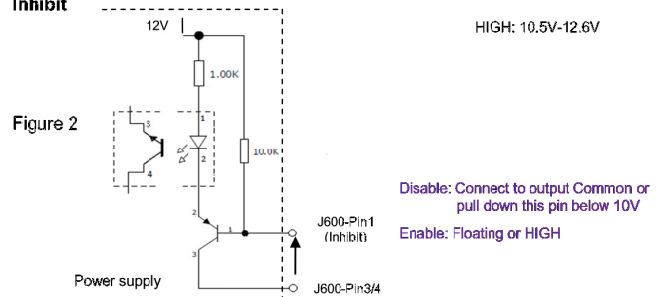 Inhibit
12V
HIGH: 10.5V-12.6V
1.00K
Figure 2
3
4
1
2
10.0K
Disable: Connect to output Common or
pull down this pin below 10V
2
1
3
J600-Pin1
(Inhibit)
Enable: Floating or HIGH
Power supply
J600-Pin3/4